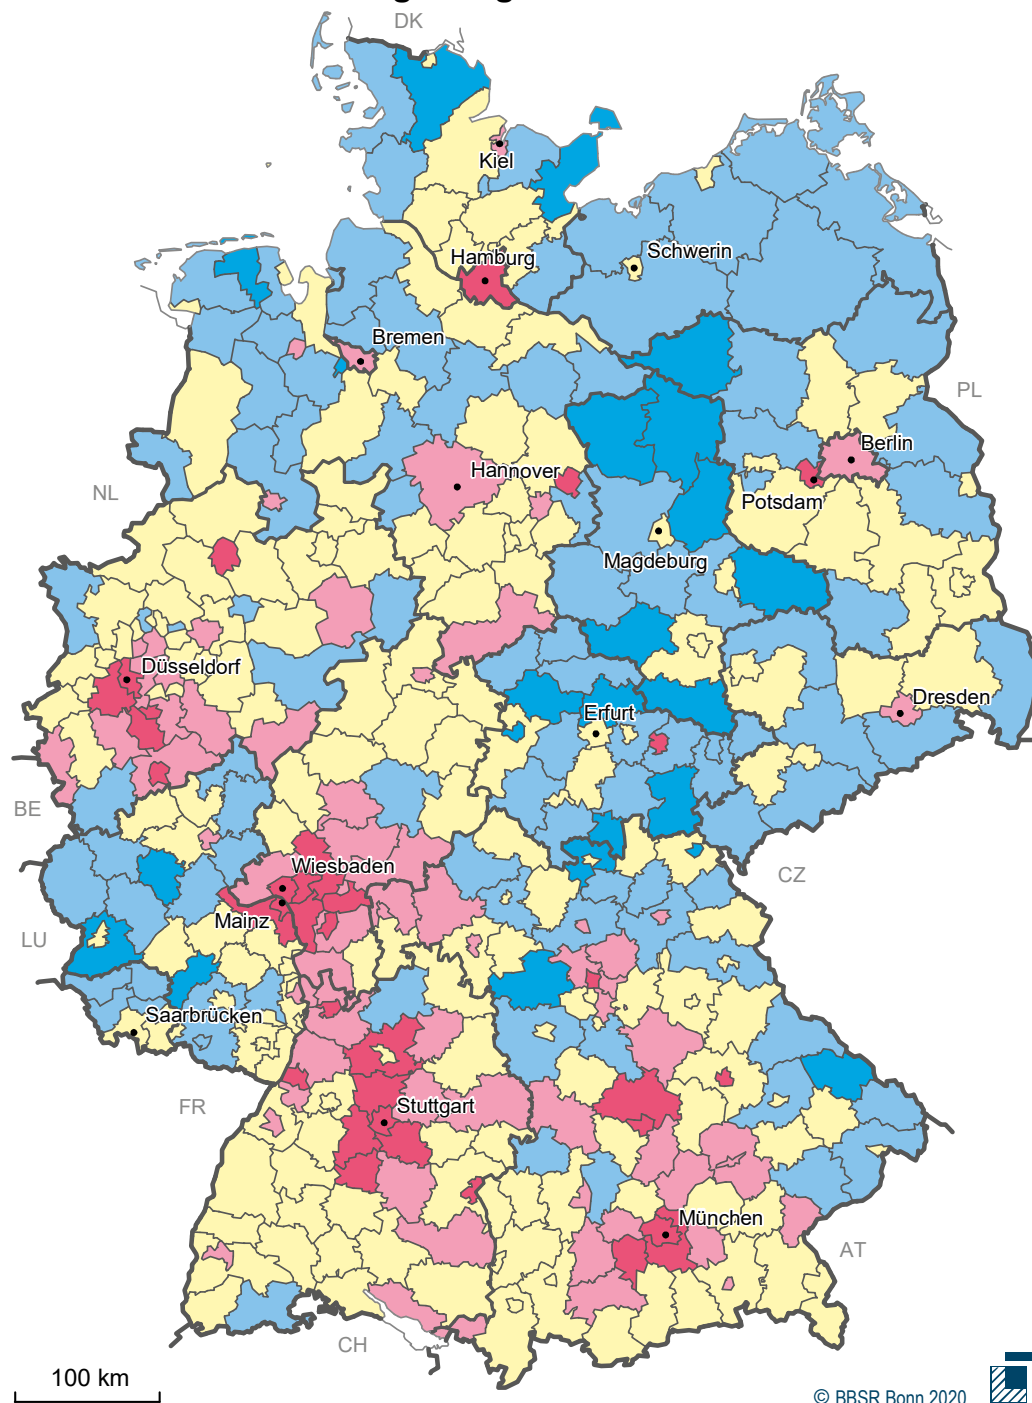 DK
Kiel
Schwerin
Hamburg
Bremen
PL
Berlin
Hannover
NL
Potsdam
Magdeburg
Düsseldorf
Dresden
Erfurt
BE
Wiesbaden
CZ
Mainz
LU
Saarbrücken
FR
Stuttgart
München
AT
CH
100 km
© BBSR Bonn 2020